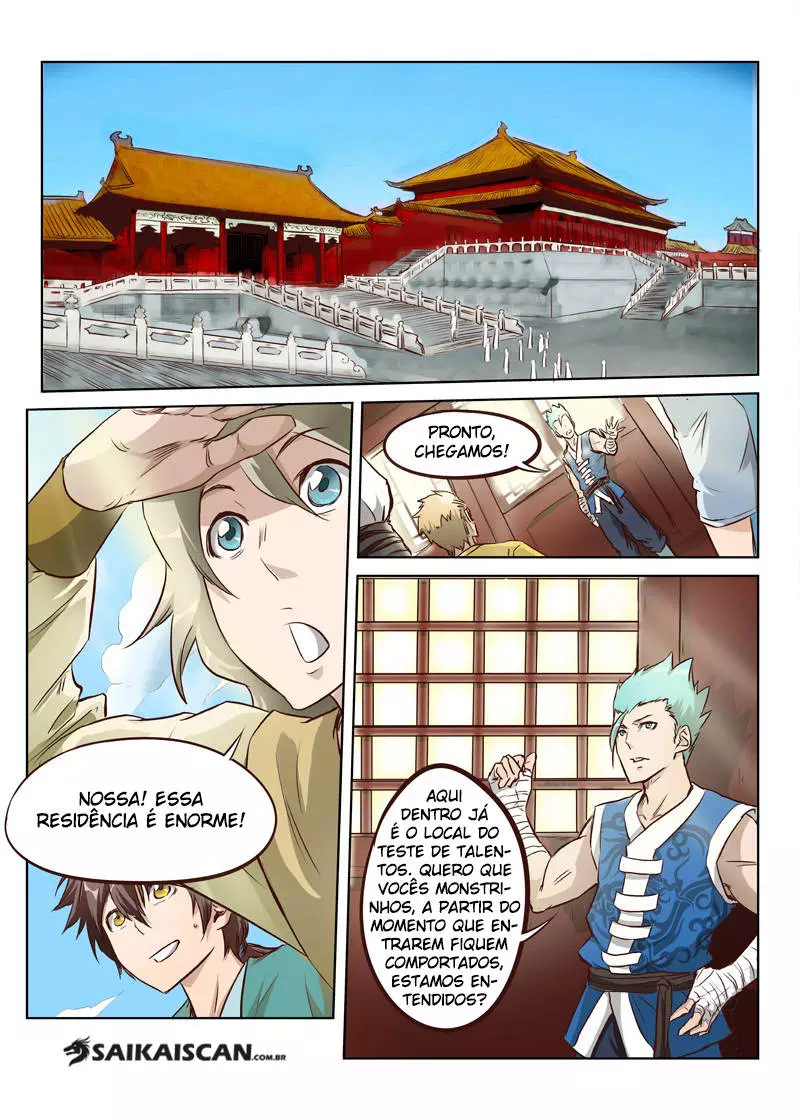 PRONTO,
CHEGAMOS!
NOSSA! ESSA
RESIDÊNCIA É ENORME!
AQUI
DENTRO JÁ
É O LOCAL DO
TESTE DE TALEN-
TOS. QUERO QUE
VOCÊS MONSTRI-
NHOS, A PARTIR DO
MOMENTO QUE EN-
TRAREM FIQUEM
COMPORTADOS,
ESTAMOS EN-
TENDIDOS?
SAIKAISCAN.COM.BR